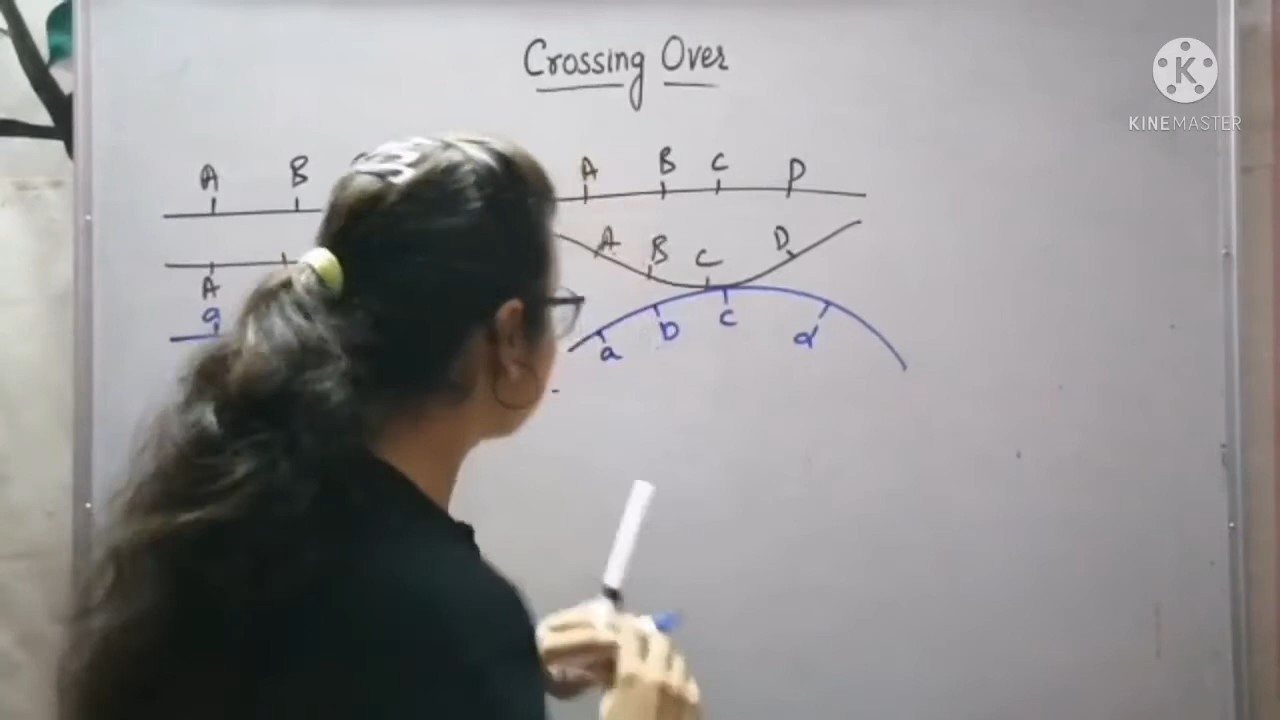 Crossing Over
KINEMASTER
A B A B C D
A B C D
A
a
a b c d